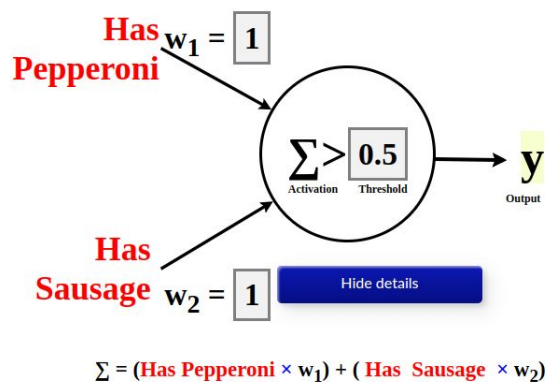 Has
Pepperoni
w1 = 1
∑> 0.5
Activation Threshold
y
Output
Has
Sausage
w2 = 1
Hide details
∑ = (Has Pepperoni × w1) + ( Has Sausage × w2)